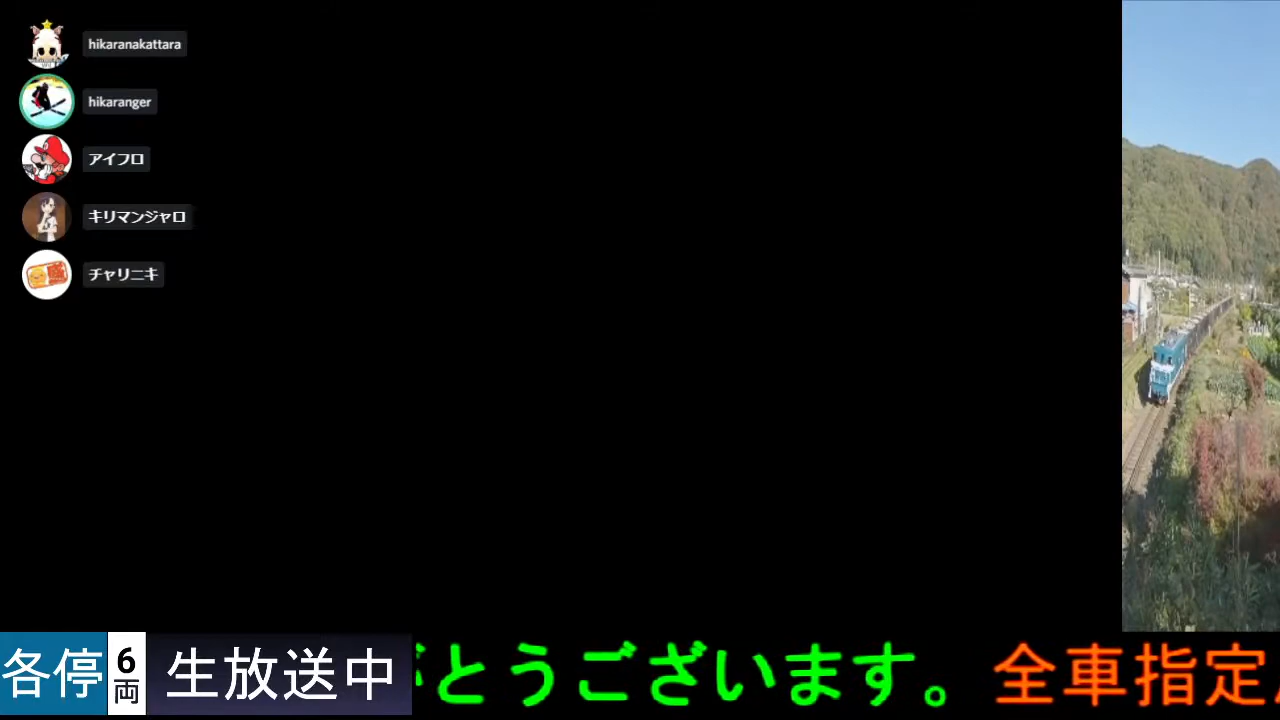 hikaranakattara
hikaranger
アイフロ
キリマンジャロ
チャリニキ
各停 6両 生放送中 がとうございます。全車指定